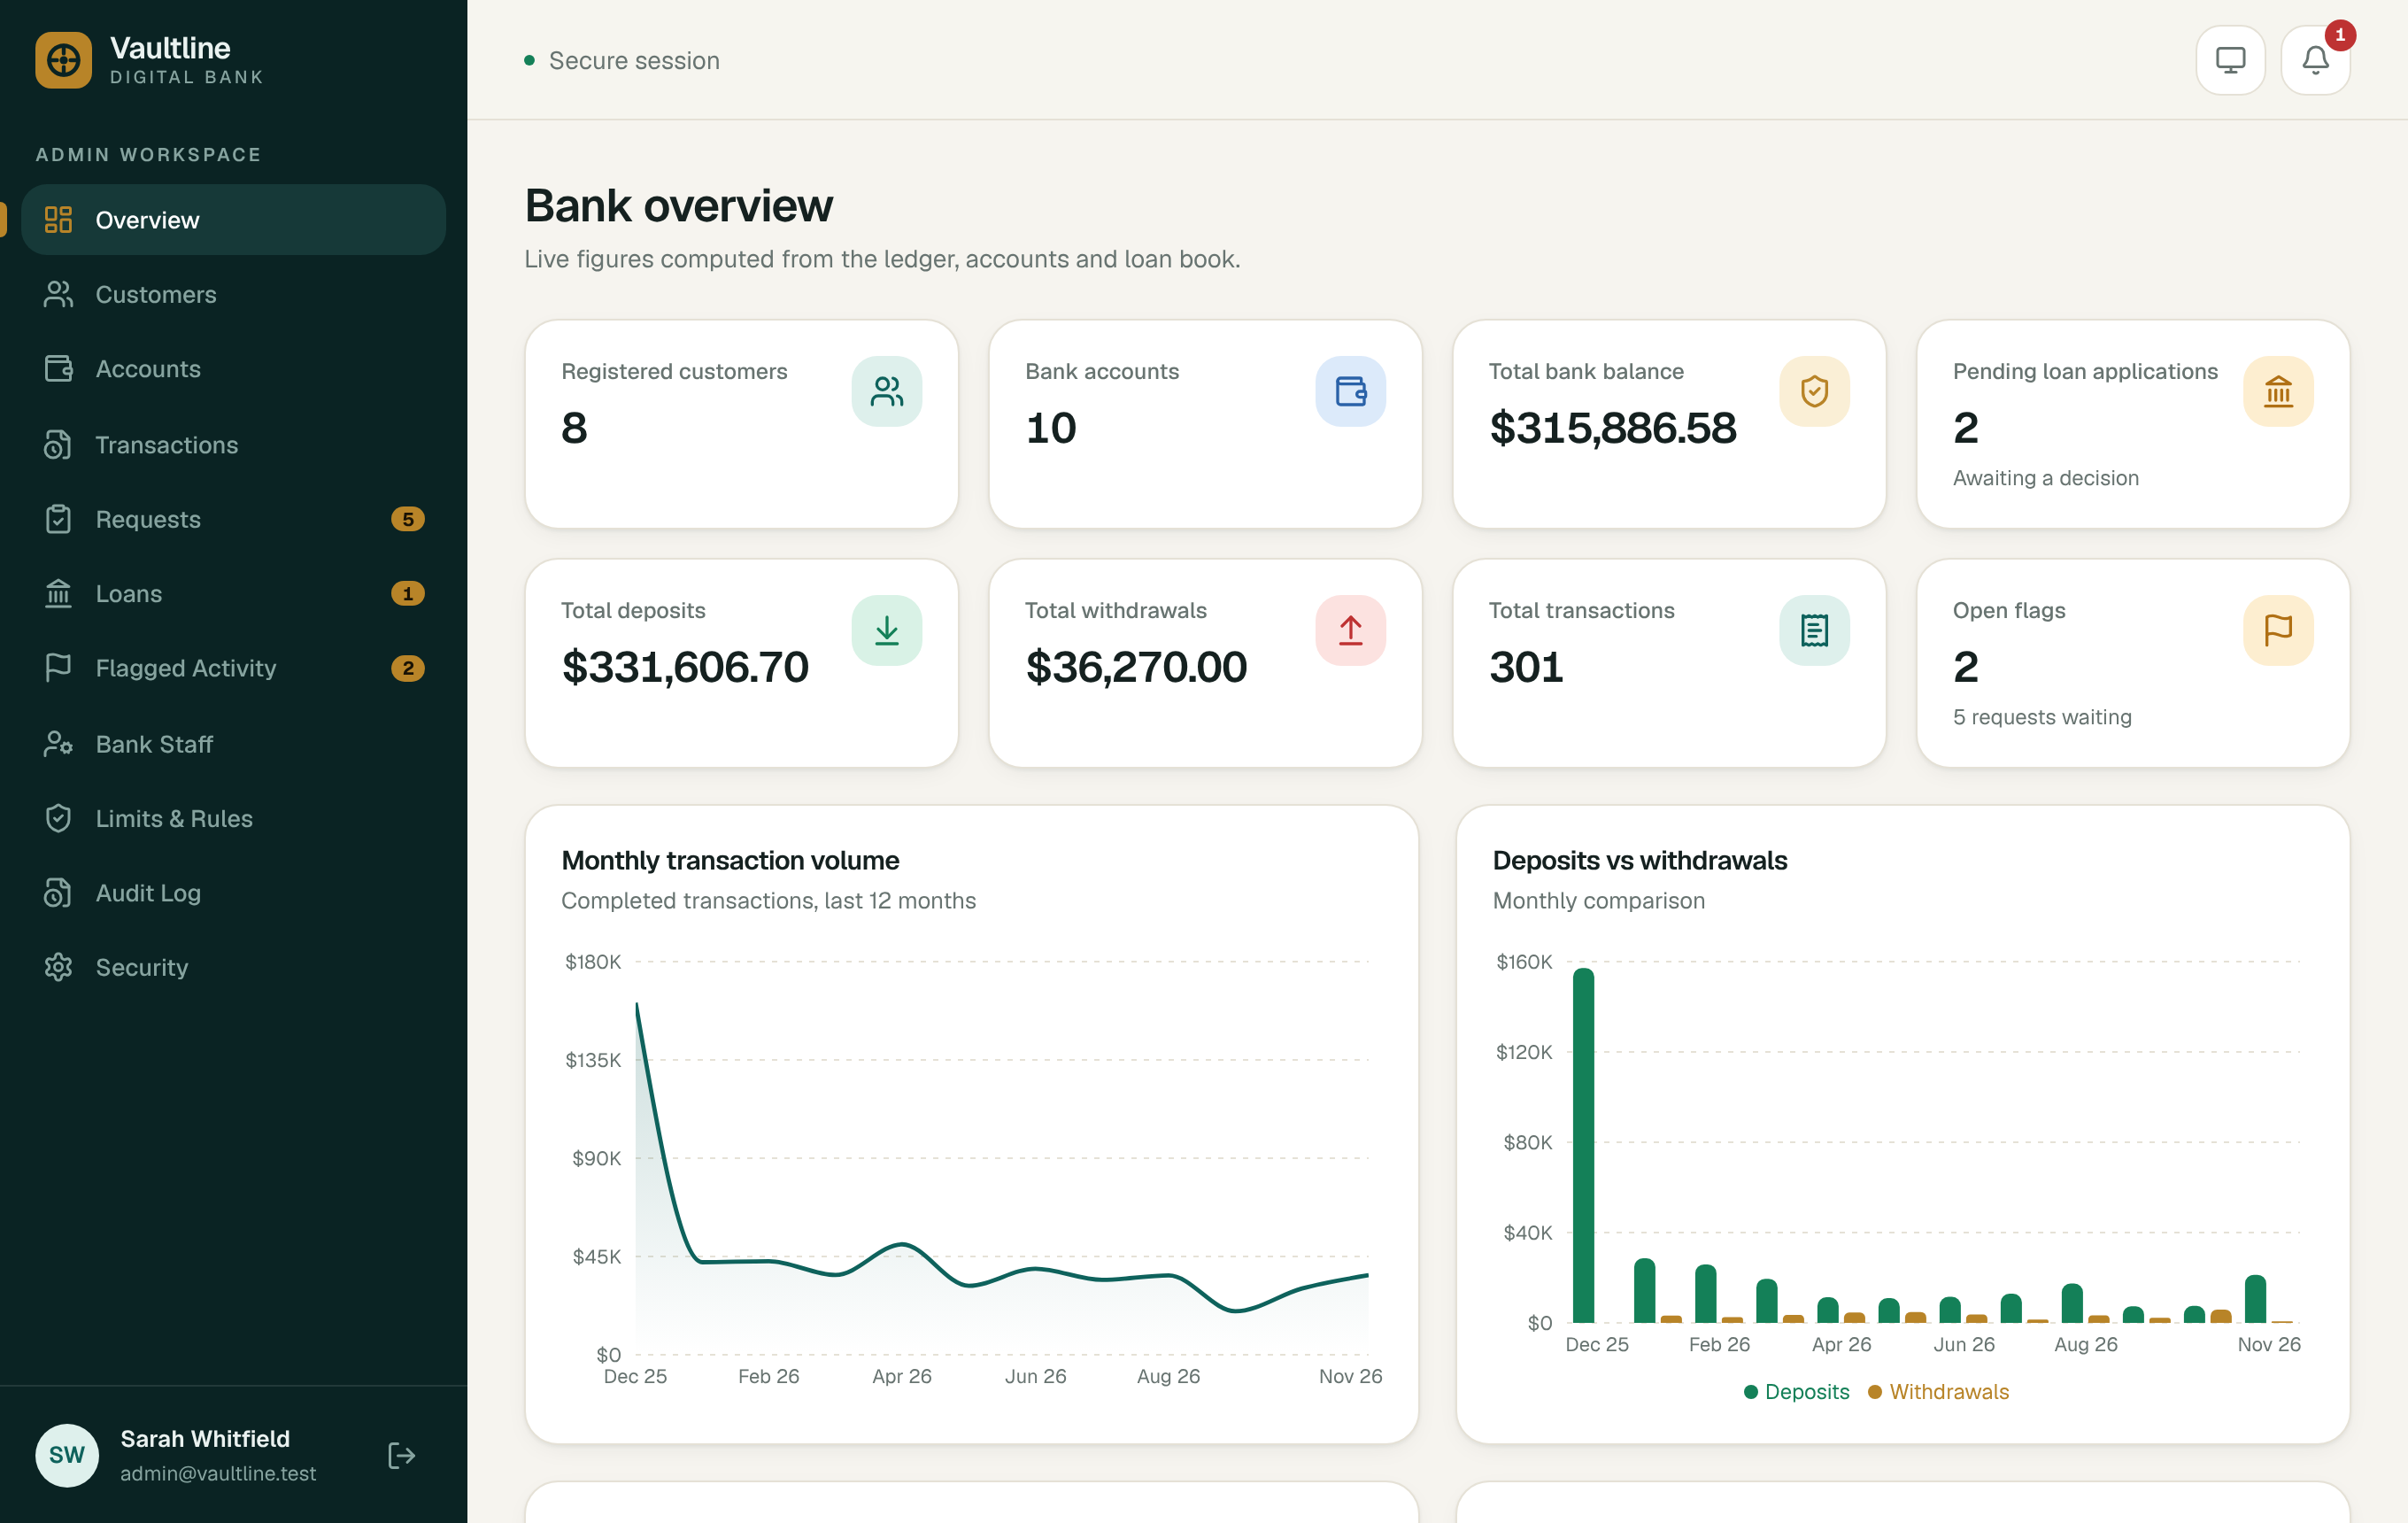 Vaultline
DIGITAL BANK
ADMIN WORKSPACE
Overview
Customers
Accounts
Transactions
Requests 5
Loans 1
Flagged Activity 2
Bank Staff
Limits & Rules
Audit Log
Security
SW
Sarah Whitfield
admin@vaultline.test
Secure session
1
Bank overview
Live figures computed from the ledger, accounts and loan book.
Registered customers
8
Bank accounts
10
Total bank balance
$315,886.58
Pending loan applications
2
Awaiting a decision
Total deposits
$331,606.70
Total withdrawals
$36,270.00
Total transactions
301
Open flags
2
5 requests waiting
Monthly transaction volume
Completed transactions, last 12 months
$180K
$135K
$90K
$45K
$0
Dec 25 Feb 26 Apr 26 Jun 26 Aug 26 Nov 26
Deposits vs withdrawals
Monthly comparison
$160K
$120K
$80K
$40K
$0
Dec 25 Feb 26 Apr 26 Jun 26 Aug 26 Nov 26
Deposits Withdrawals